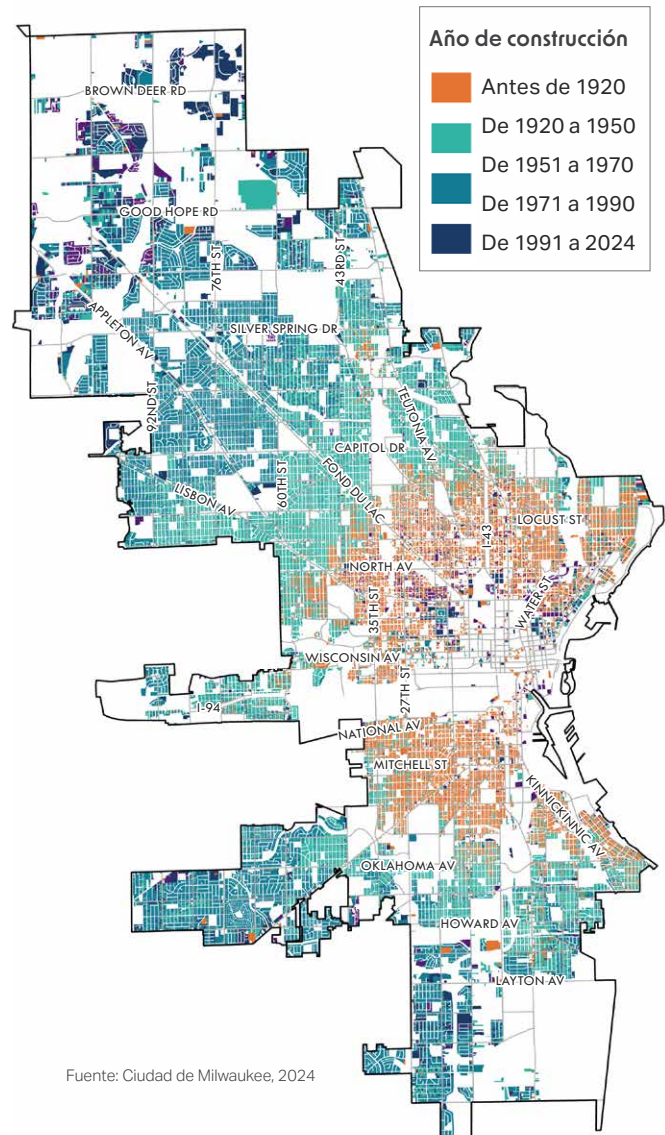 Año de construcción
Antes de 1920
De 1920 a 1950
De 1951 a 1970
De 1971 a 1990
De 1991 a 2024
BROWN DEER RD
GOOD HOPE RD
76TH ST
43RD ST
SILVER SPRING DR
APPLETON AV
92ND ST
TEUTONIA AV
CAPITOL DR
FOND DU LAC
60TH ST
LISBON AV
I-43
LOCUST ST
NORTH AV
35TH ST
WATER ST
WISCONSIN AV
27TH ST
I-94
NATIONAL AV
MITCHELL ST
KINNICKINNIC AV
OKLAHOMA AV
HOWARD AV
LAYTON AV
Fuente: Ciudad de Milwaukee, 2024